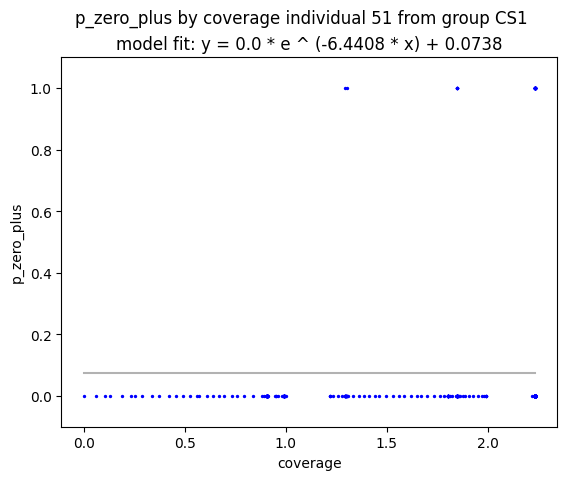 p_zero_plus by coverage individual 51 from group CS1
model fit: y = 0.0 * e ^ (-6.4408 * x) + 0.0738
1.0
0.8
0.6
0.4
0.2
0.0
p_zero_plus
0.0 0.5 1.0 1.5 2.0
coverage